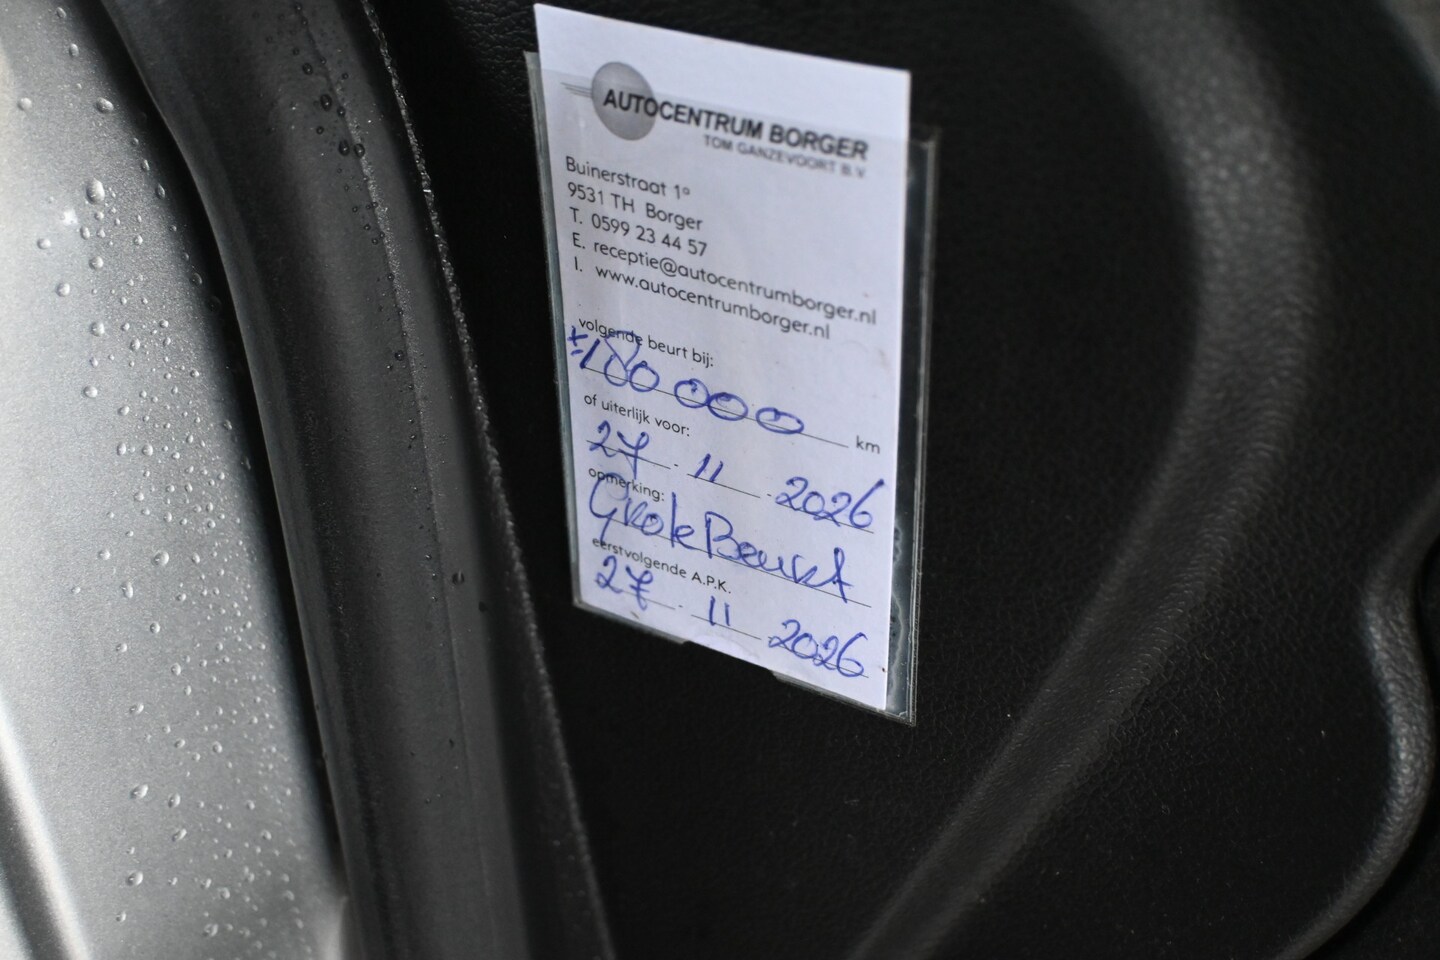 AUTOCENTRUM BORGER
TOM GANZEVOORT B.V.
Buinerstraat 1ᵃ
9531 TH Borger
T. 0599 23 44 57
E. receptie@autocentrumborger.nl
I. www.autocentrumborger.nl
volgende beurt bij:
± 180 000 km
of uiterlijk voor:
27 - 11 - 2026
opmerking:
Grote Beurt
eerstvolgende A.P.K.
27 - 11 - 2026